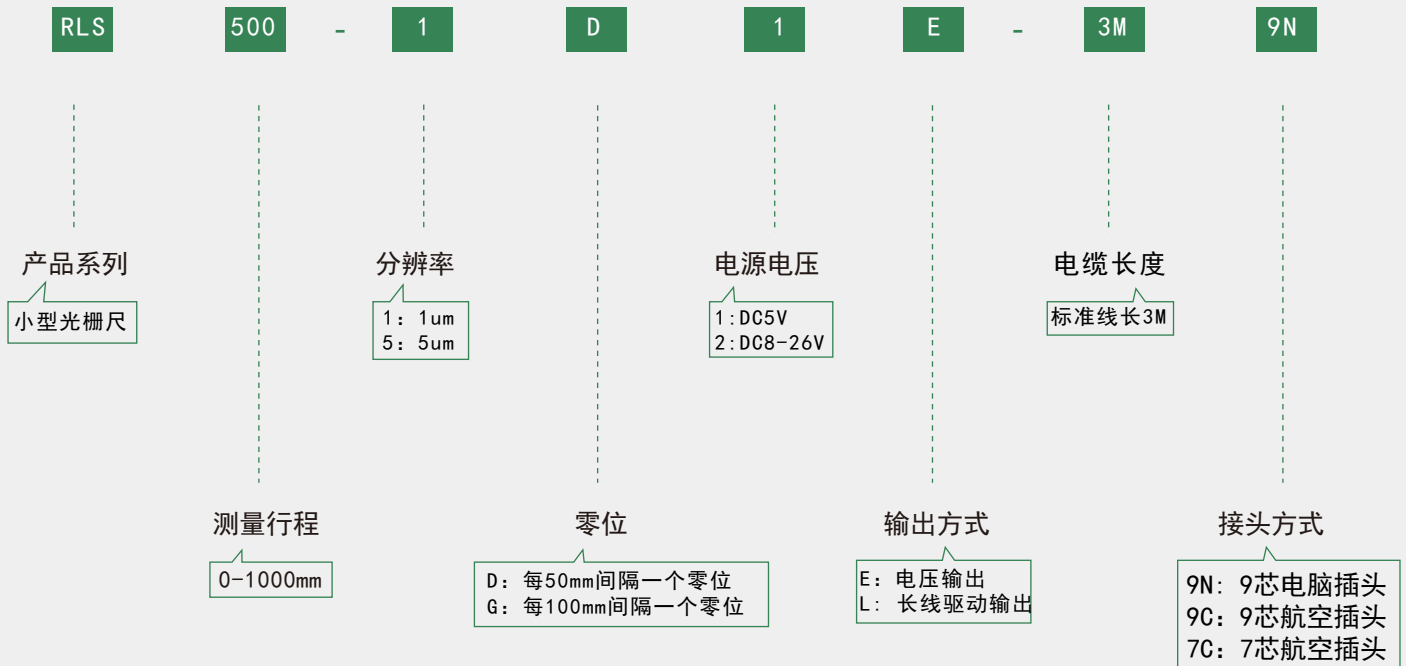 RLS 500 - 1 D 1 E - 3M 9N
产品系列
小型光栅尺
分辨率
1: 1um
5: 5um
电源电压
1:DC5V
2:DC8-26V
电缆长度
标准线长3M
测量行程
0-1000mm
零位
D: 每50mm间隔一个零位
G: 每100mm间隔一个零位
输出方式
E: 电压输出
L: 长线驱动输出
接头方式
9N: 9芯电脑插头
9C: 9芯航空插头
7C: 7芯航空插头